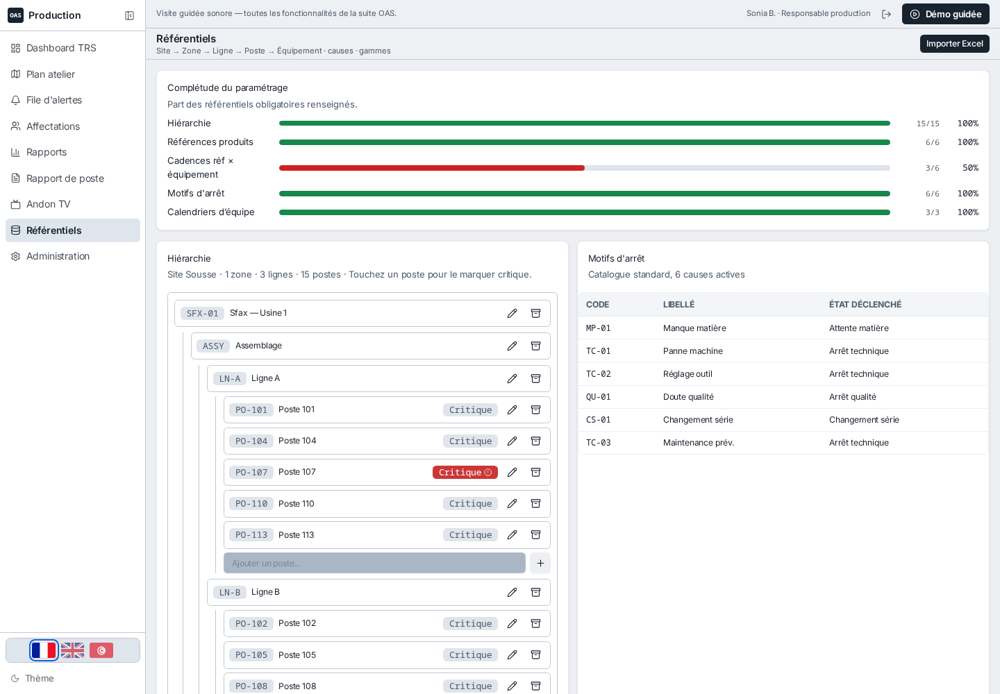 OAS Production
Dashboard TRS
Plan atelier
File d'alertes
Affectations
Rapports
Rapport de poste
Andon TV
Référentiels
Administration
Thème
Visite guidée sonore — toutes les fonctionnalités de la suite OAS.
Sonia B. · Responsable production
Démo guidée
Référentiels
Site → Zone → Ligne → Poste → Équipement · causes · gammes
Importer Excel
Complétude du paramétrage
Part des référentiels obligatoires renseignés.
Hiérarchie 15/15 100%
Références produits 6/6 100%
Cadences réf ×
équipement 3/6 50%
Motifs d'arrêt 6/6 100%
Calendriers d'équipe 3/3 100%
Hiérarchie
Site Sousse · 1 zone · 3 lignes · 15 postes · Touchez un poste pour le marquer critique.
SFX-01 Sfax — Usine 1
ASSY Assemblage
LN-A Ligne A
PO-101 Poste 101 Critique
PO-104 Poste 104 Critique
PO-107 Poste 107 Critique
PO-110 Poste 110 Critique
PO-113 Poste 113 Critique
Ajouter un poste...
LN-B Ligne B
PO-102 Poste 102 Critique
PO-105 Poste 105 Critique
PO-108 Poste 108 Critique
Motifs d'arrêt
Catalogue standard, 6 causes actives
CODE LIBELLÉ ÉTAT DÉCLENCHÉ
MP-01 Manque matière Attente matière
TC-01 Panne machine Arrêt technique
TC-02 Réglage outil Arrêt technique
QU-01 Doute qualité Arrêt qualité
CS-01 Changement série Changement série
TC-03 Maintenance prév. Arrêt technique